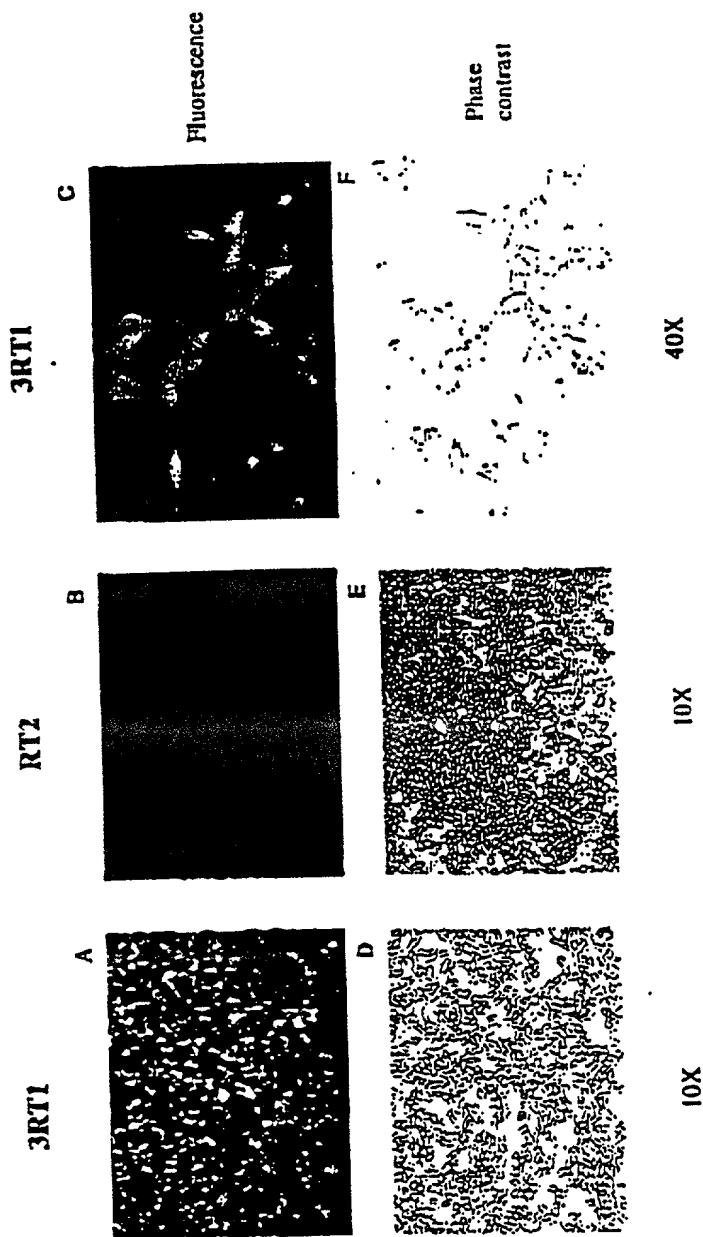 3RT1
RT2
3RT1
A
B
C
Fluorescence
D
E
F
Phase
contrast
10X
10X
40X